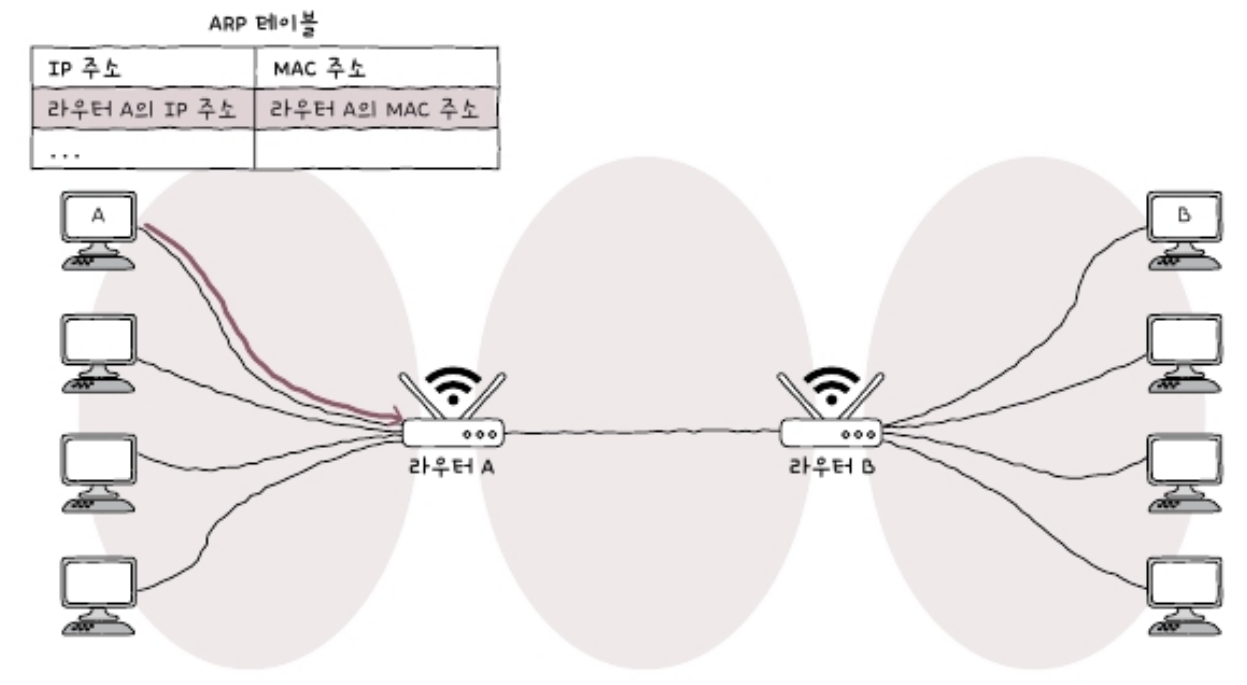 ARP 테이블
IP 주소 MAC 주소
라우터 A의 IP 주소 라우터 A의 MAC 주소
...
A
B
라우터 A
라우터 B